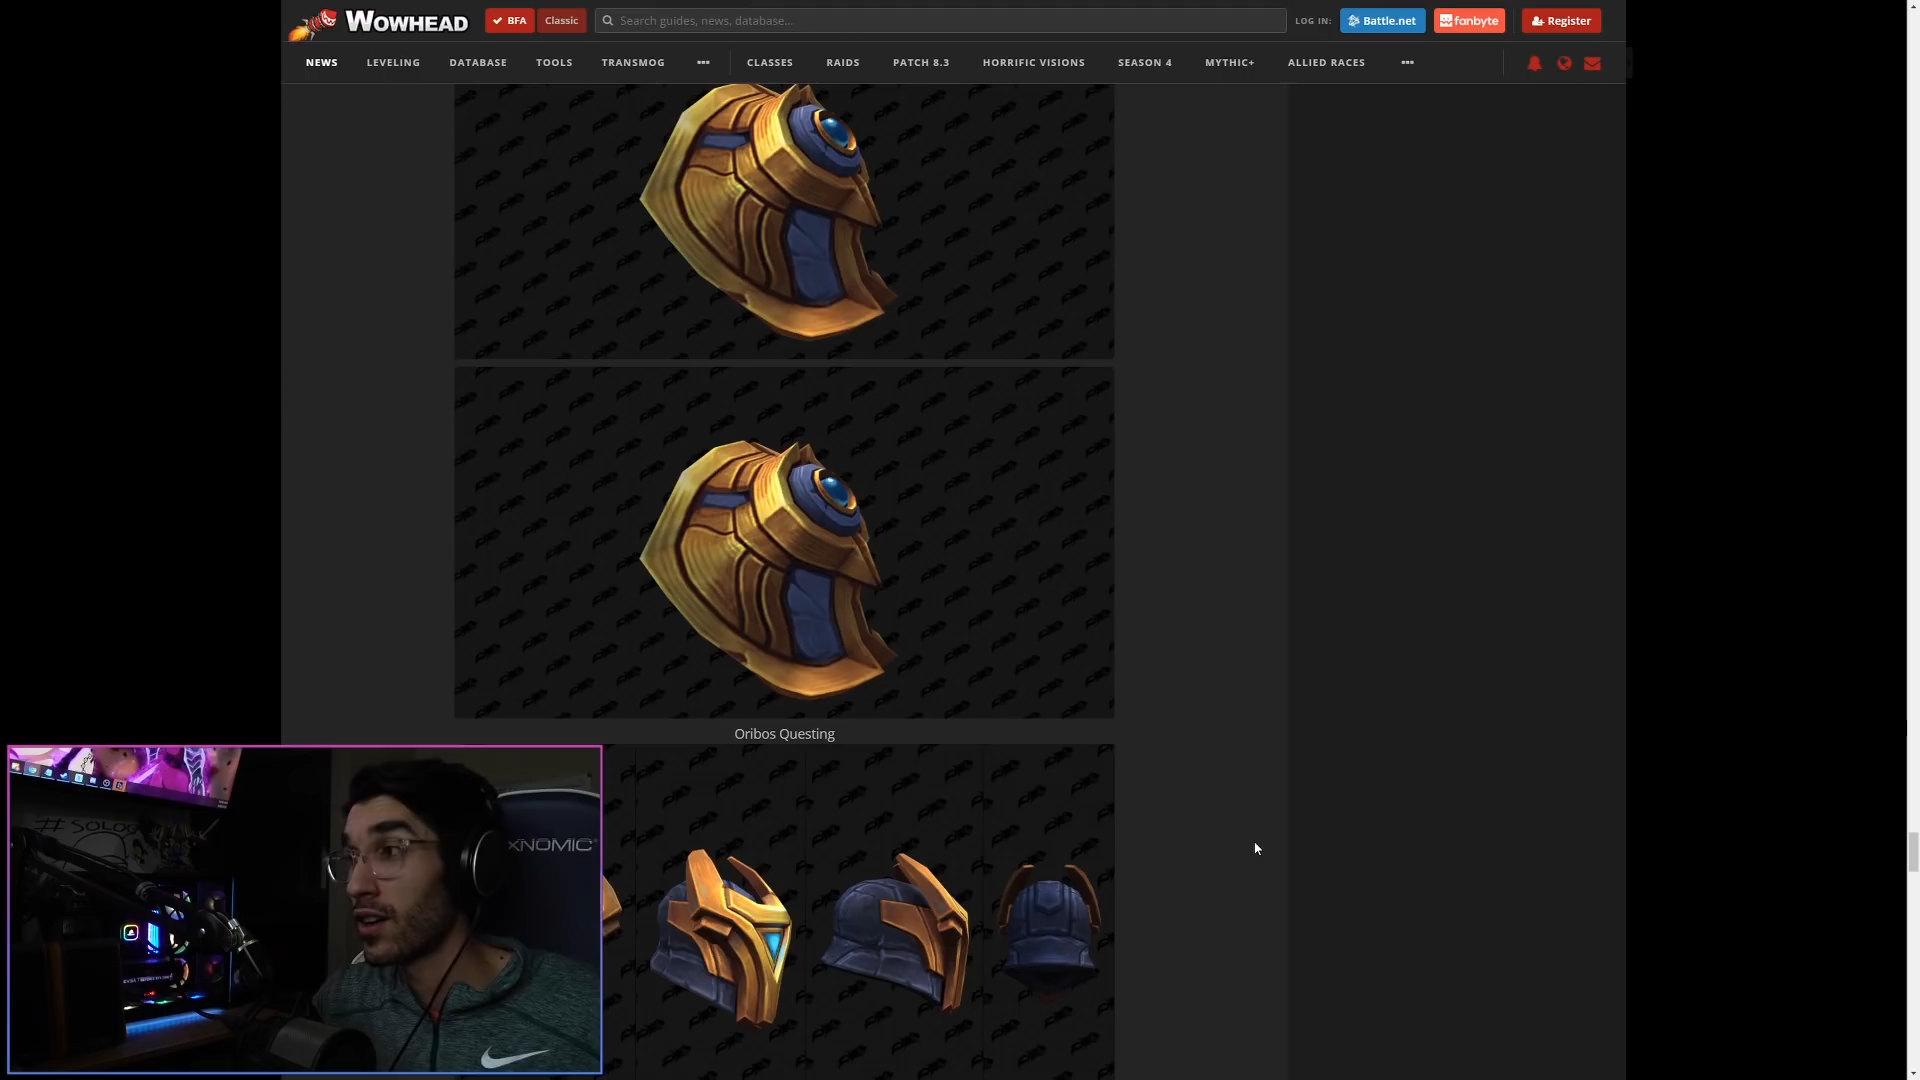 WOWHEAD
BFA
Classic
Search guides, news, database...
LOG IN:
Battle.net
fanbyte
Register
NEWS
LEVELING
DATABASE
TOOLS
TRANSMOG
CLASSES
RAIDS
PATCH 8.3
HORRIFIC VISIONS
SEASON 4
MYTHIC+
ALLIED RACES
Oribos Questing
XNOMIC